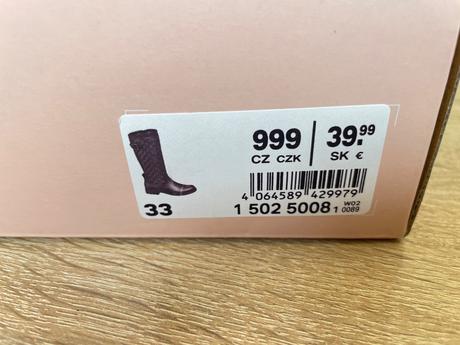 999 39.99
CZ CZK SK €
4 064589 429979
33 1 502 5008 1 W02 0089